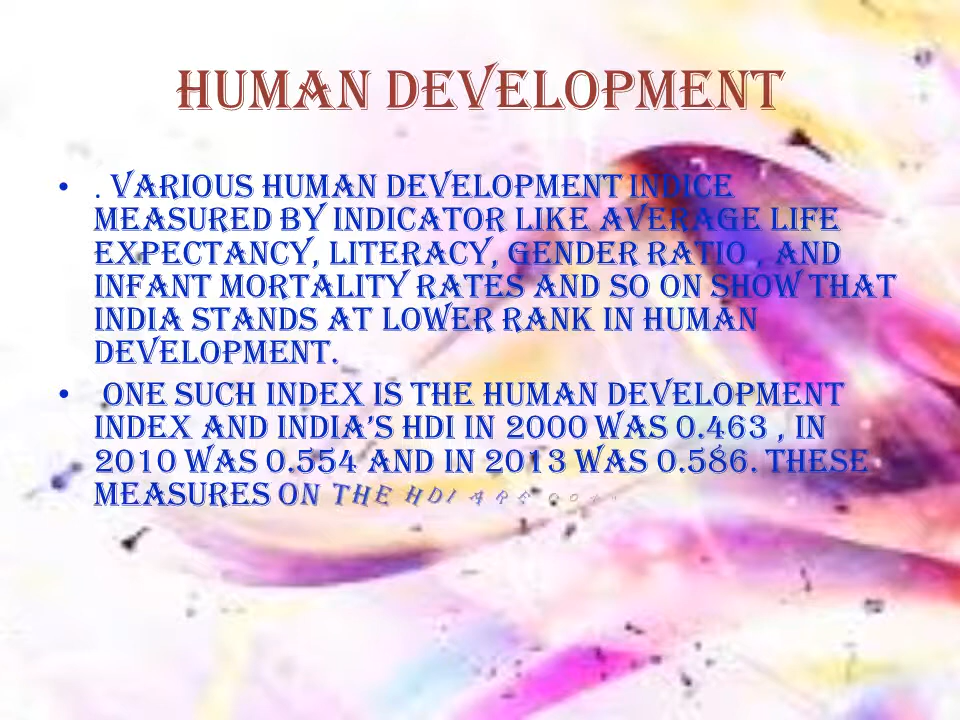 HUMAN DEVELOPMENT
• . VARIOUS HUMAN DEVELOPMENT INDICE
MEASURED BY INDICATOR LIKE AVERAGE LIFE
EXPECTANCY, LITERACY, GENDER RATIO , AND
INFANT MORTALITY RATES AND SO ON SHOW THAT
INDIA STANDS AT LOWER RANK IN HUMAN
DEVELOPMENT.
• ONE SUCH INDEX IS THE HUMAN DEVELOPMENT
INDEX AND INDIA'S HDI IN 2000 WAS 0.463 , IN
2010 WAS 0.554 AND IN 2013 WAS 0.586. THESE
MEASURES ON THE HDI ARE